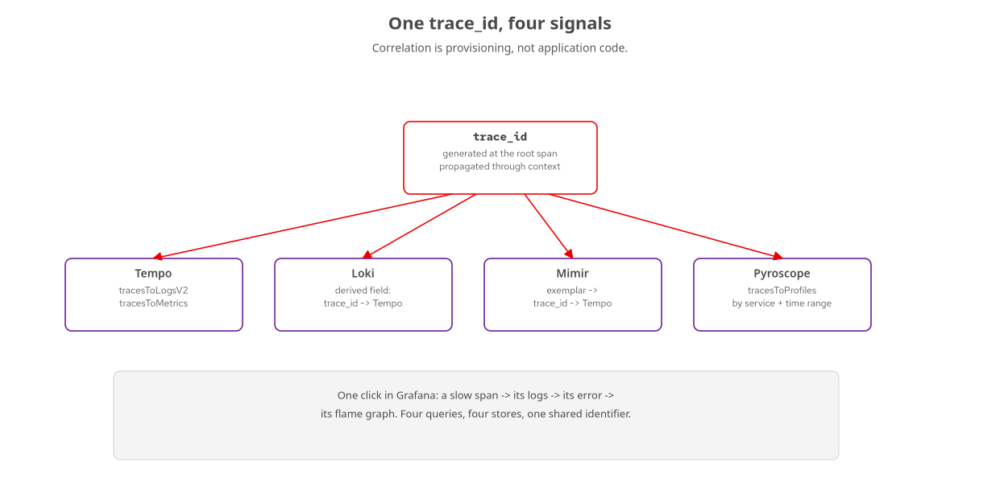 One trace_id, four signals
Correlation is provisioning, not application code.
trace_id
generated at the root span
propagated through context
Tempo
tracesToLogsV2
tracesToMetrics
Loki
derived field:
trace_id -> Tempo
Mimir
exemplar ->
trace_id -> Tempo
Pyroscope
tracesToProfiles
by service + time range
One click in Grafana: a slow span -> its logs -> its error ->
its flame graph. Four queries, four stores, one shared identifier.